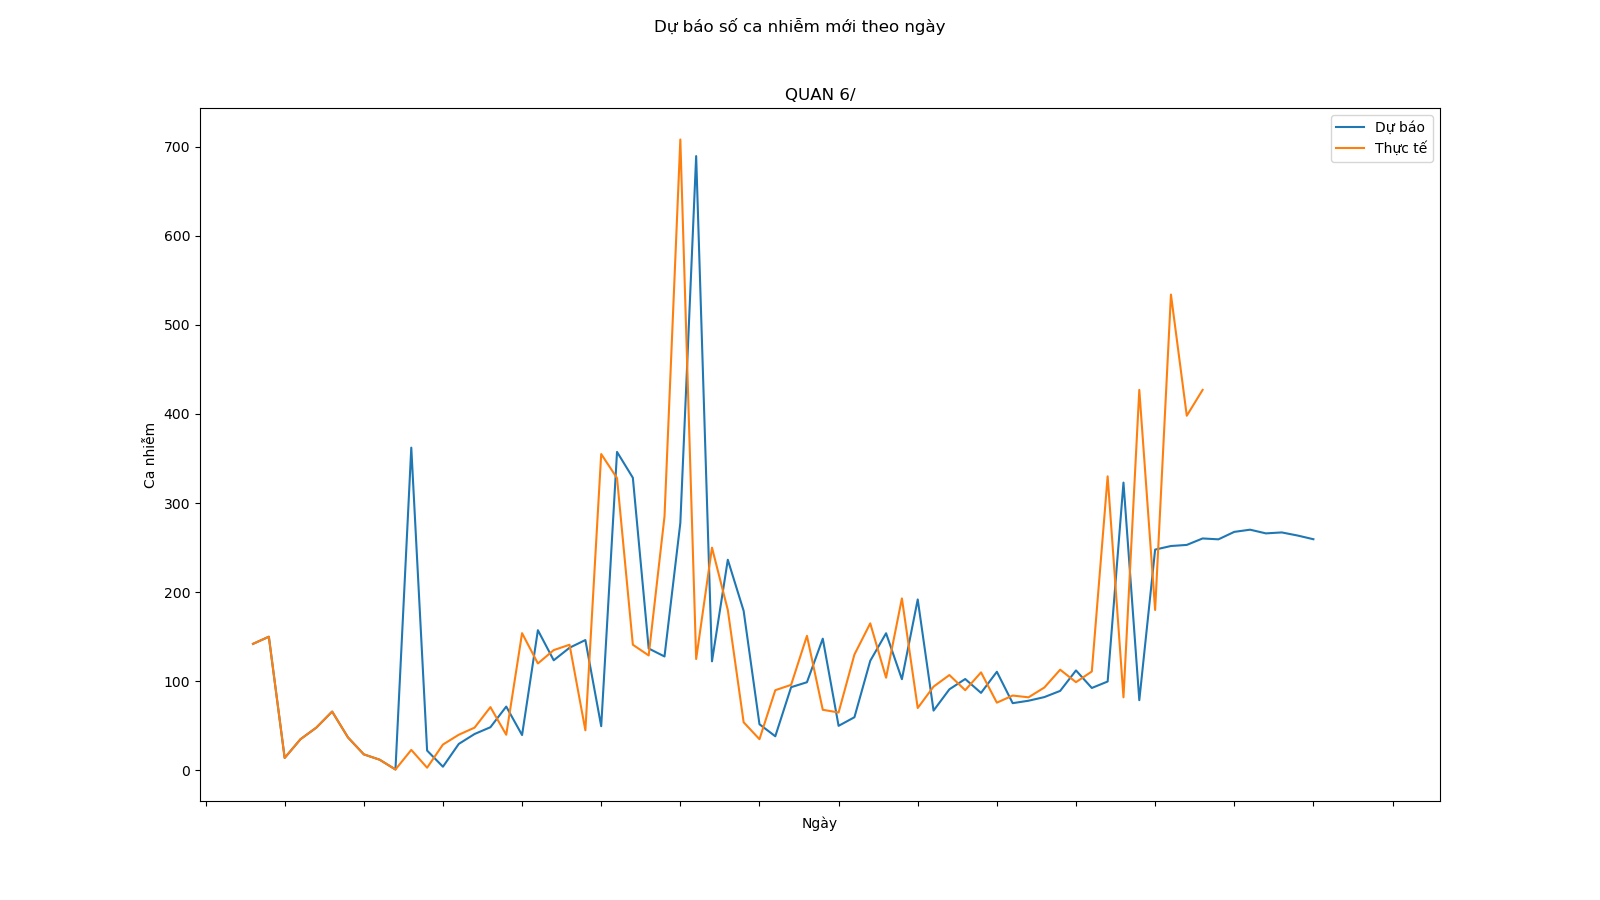 Dự báo số ca nhiễm mới theo ngày
QUAN 6/
Dự báo
Thực tế
700
600
500
400
300
200
100
0
Ca nhiễm
Ngày